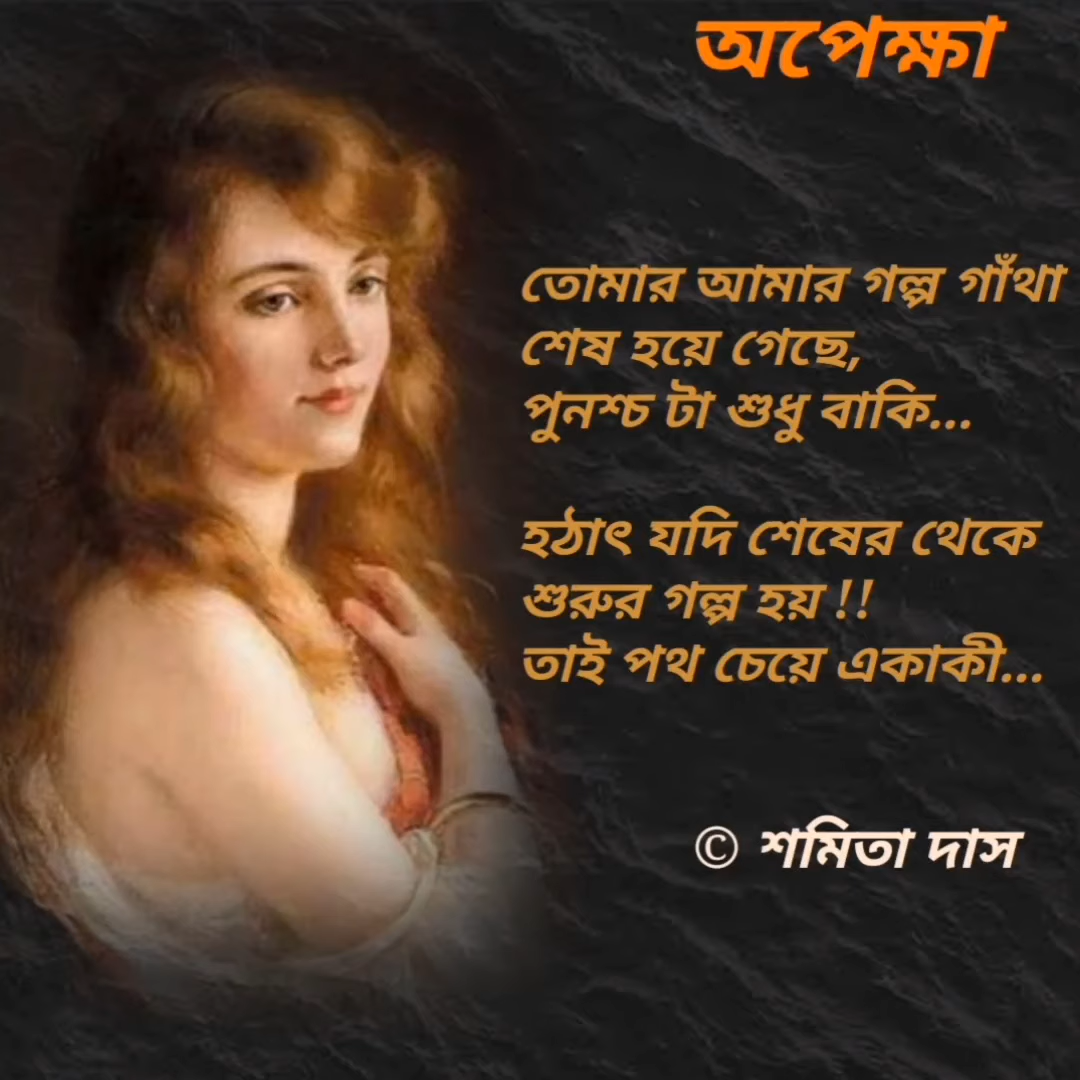 অপেক্ষা
তোমার আমার গল্প গাঁথা
শেষ হয়ে গেছে,
পুনশ্চ টা শুধু বাকি...
হঠাৎ যদি শেষের থেকে
শুরুর গল্প হয় !!
তাই পথ চেয়ে একাকী...
© শমিতা দাস